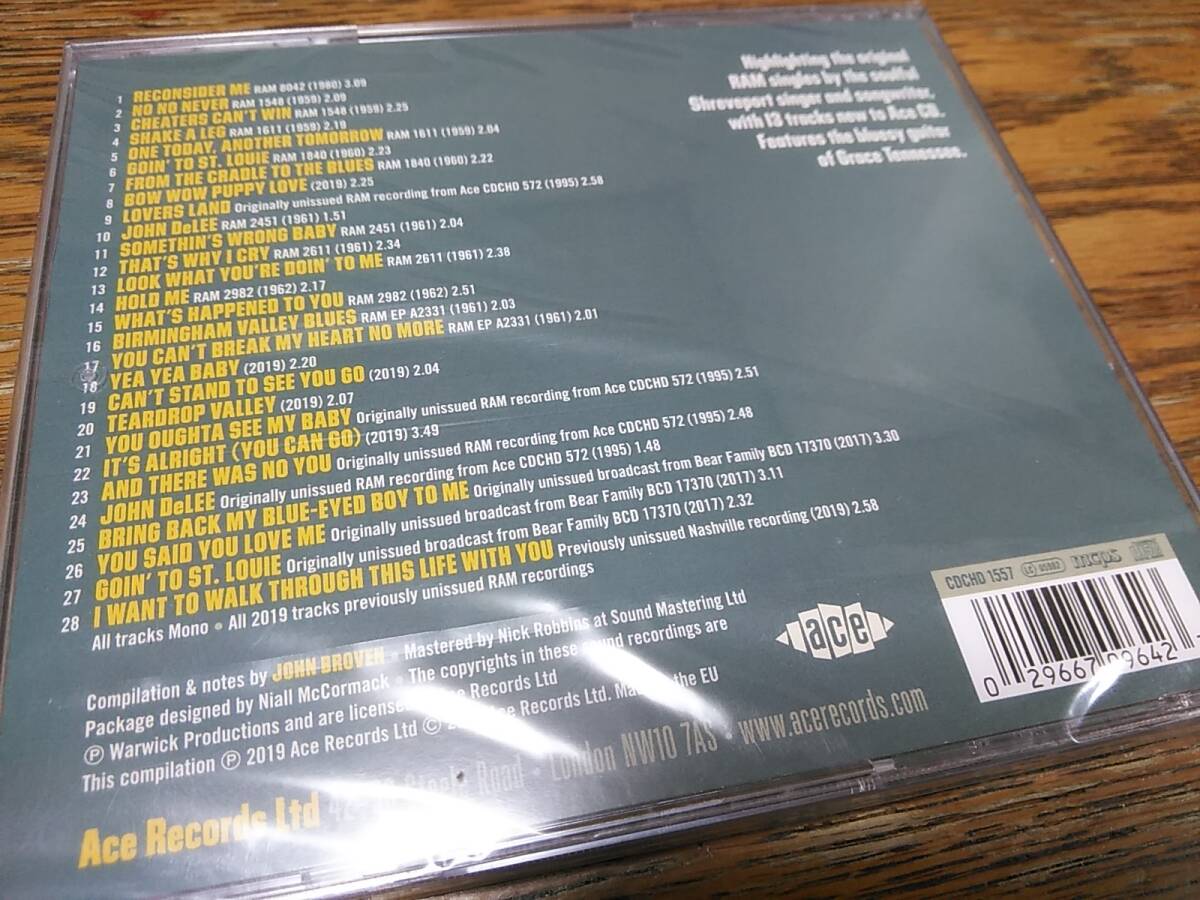 1 RECONSIDER ME RAM 8042 (1980) 3.09
2 NO NO NEVER RAM 1548 (1959) 2.09
3 CHEATERS CAN'T WIN RAM 1548 (1959) 2.25
4 SHAKE A LEG RAM 1611 (1959) 2.19
5 ONE TODAY, ANOTHER TOMORROW RAM 1611 (1959) 2.04
6 GOIN' TO ST. LOUIE RAM 1840 (1960) 2.23
7 FROM THE CRADLE TO THE BLUES RAM 1840 (1960) 2.22
8 BOW WOW PUPPY LOVE (2019) 2.25
9 LOVERS LAND Originally unissued RAM recording from Ace CDCHD 572 (1995) 2.58
10 JOHN DeLEE RAM 2451 (1961) 1.51
11 SOMETHIN'S WRONG BABY RAM 2451 (1961) 2.04
12 THAT'S WHY I CRY RAM 2611 (1961) 2.34
13 LOOK WHAT YOU'RE DOIN' TO ME RAM 2611 (1961) 2.38
14 HOLD ME RAM 2982 (1962) 2.17
15 WHAT'S HAPPENED TO YOU RAM 2982 (1962) 2.51
16 BIRMINGHAM VALLEY BLUES RAM EP A2331 (1961) 2.03
17 YOU CAN'T BREAK MY HEART NO MORE RAM EP A2331 (1961) 2.01
18 YEA YEA BABY (2019) 2.20
19 CAN'T STAND TO SEE YOU GO (2019) 2.04
20 TEARDROP VALLEY (2019) 2.07
21 YOU OUGHTA SEE MY BABY Originally unissued RAM recording from Ace CDCHD 572 (1995) 2.51
22 IT'S ALRIGHT (YOU CAN GO) (2019) 3.49
23 AND THERE WAS NO YOU Originally unissued RAM recording from Ace CDCHD 572 (1995) 2.48
24 JOHN DeLEE Originally unissued RAM recording from Ace CDCHD 572 (1995) 1.48
25 BRING BACK MY BLUE-EYED BOY TO ME Originally unissued broadcast from Bear Family BCD 17370 (2017) 3.30
26 YOU SAID YOU LOVE ME Originally unissued broadcast from Bear Family BCD 17370 (2017) 3.11
27 GOIN' TO ST. LOUIE Originally unissued broadcast from Bear Family BCD 17370 (2017) 2.32
28 I WANT TO WALK THROUGH THIS LIFE WITH YOU Previously unissued Nashville recording (2019) 2.58
All tracks Mono • All 2019 tracks previously unissued RAM recordings
Highlighting the original
RAM singles by the soulful
Shreveport singer and songwriter,
with 13 tracks new to Ace CD.
Features the bluesy guitar
of Grace Tennessee.
Compilation & notes by JOHN BROVEN • Mastered by Nick Robbins at Sound Mastering Ltd
Package designed by Niall McCormack • The copyrights in these sound recordings are
℗ Warwick Productions and are licensed Ace Records Ltd
This compilation ℗ 2019 Ace Records Ltd © Ace Records Ltd. Made the EU
Ace Records Ltd Road • London NW10 7AS • www.acerecords.com
ace
CDCHD 1557 LC mcps
0 29667 09642